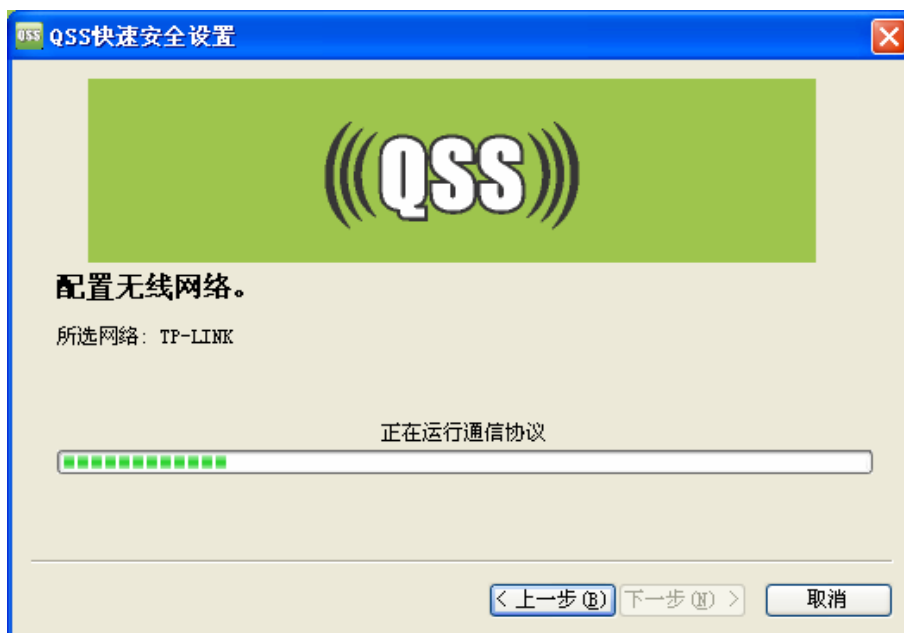 QSS QSS快速安全设置
(((QSS)))
配置无线网络。
所选网络: TP-LINK
正在运行通信协议
< 上一步(B) 下一步(N) > 取消